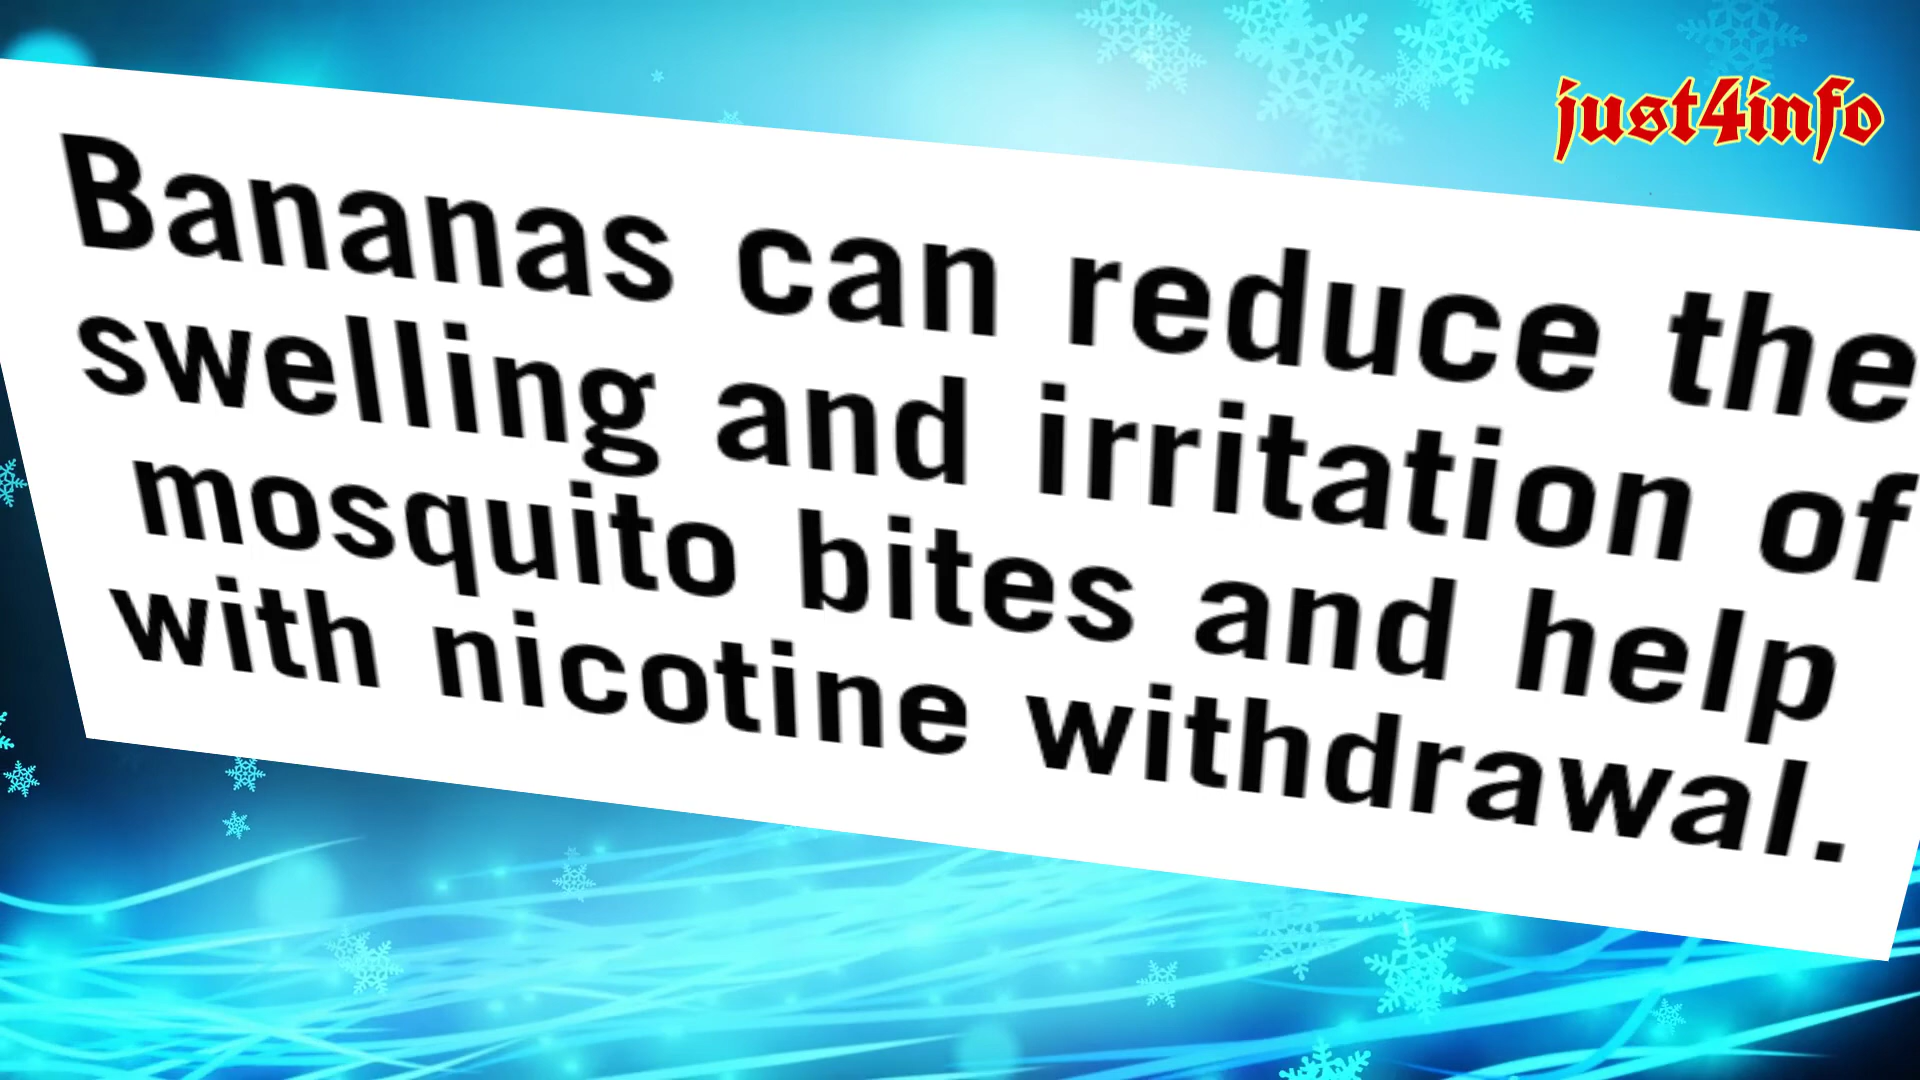 just4info
Bananas can reduce the
swelling and irritation of
mosquito bites and help
with nicotine withdrawal.